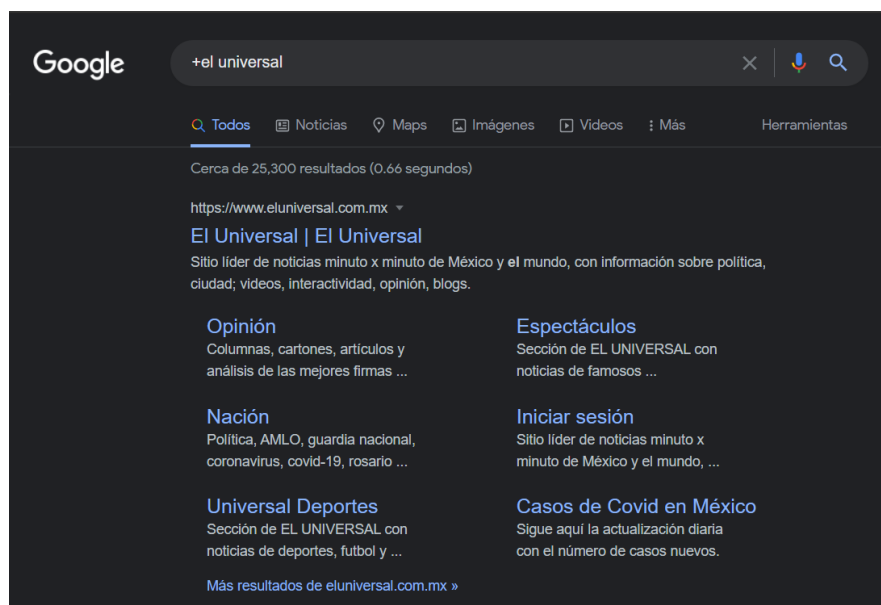 Google
+el universal
Todos Noticias Maps Imágenes Videos Más Herramientas
Cerca de 25,300 resultados (0.66 segundos)
https://www.eluniversal.com.mx
El Universal | El Universal
Sitio líder de noticias minuto x minuto de México y el mundo, con información sobre política,
ciudad; videos, interactividad, opinión, blogs.
Opinión
Columnas, cartones, artículos y
análisis de las mejores firmas ...
Espectáculos
Sección de EL UNIVERSAL con
noticias de famosos ...
Nación
Política, AMLO, guardia nacional,
coronavirus, covid-19, rosario ...
Iniciar sesión
Sitio líder de noticias minuto x
minuto de México y el mundo, ...
Universal Deportes
Sección de EL UNIVERSAL con
noticias de deportes, futbol y ...
Casos de Covid en México
Sigue aquí la actualización diaria
con el número de casos nuevos.
Más resultados de eluniversal.com.mx »